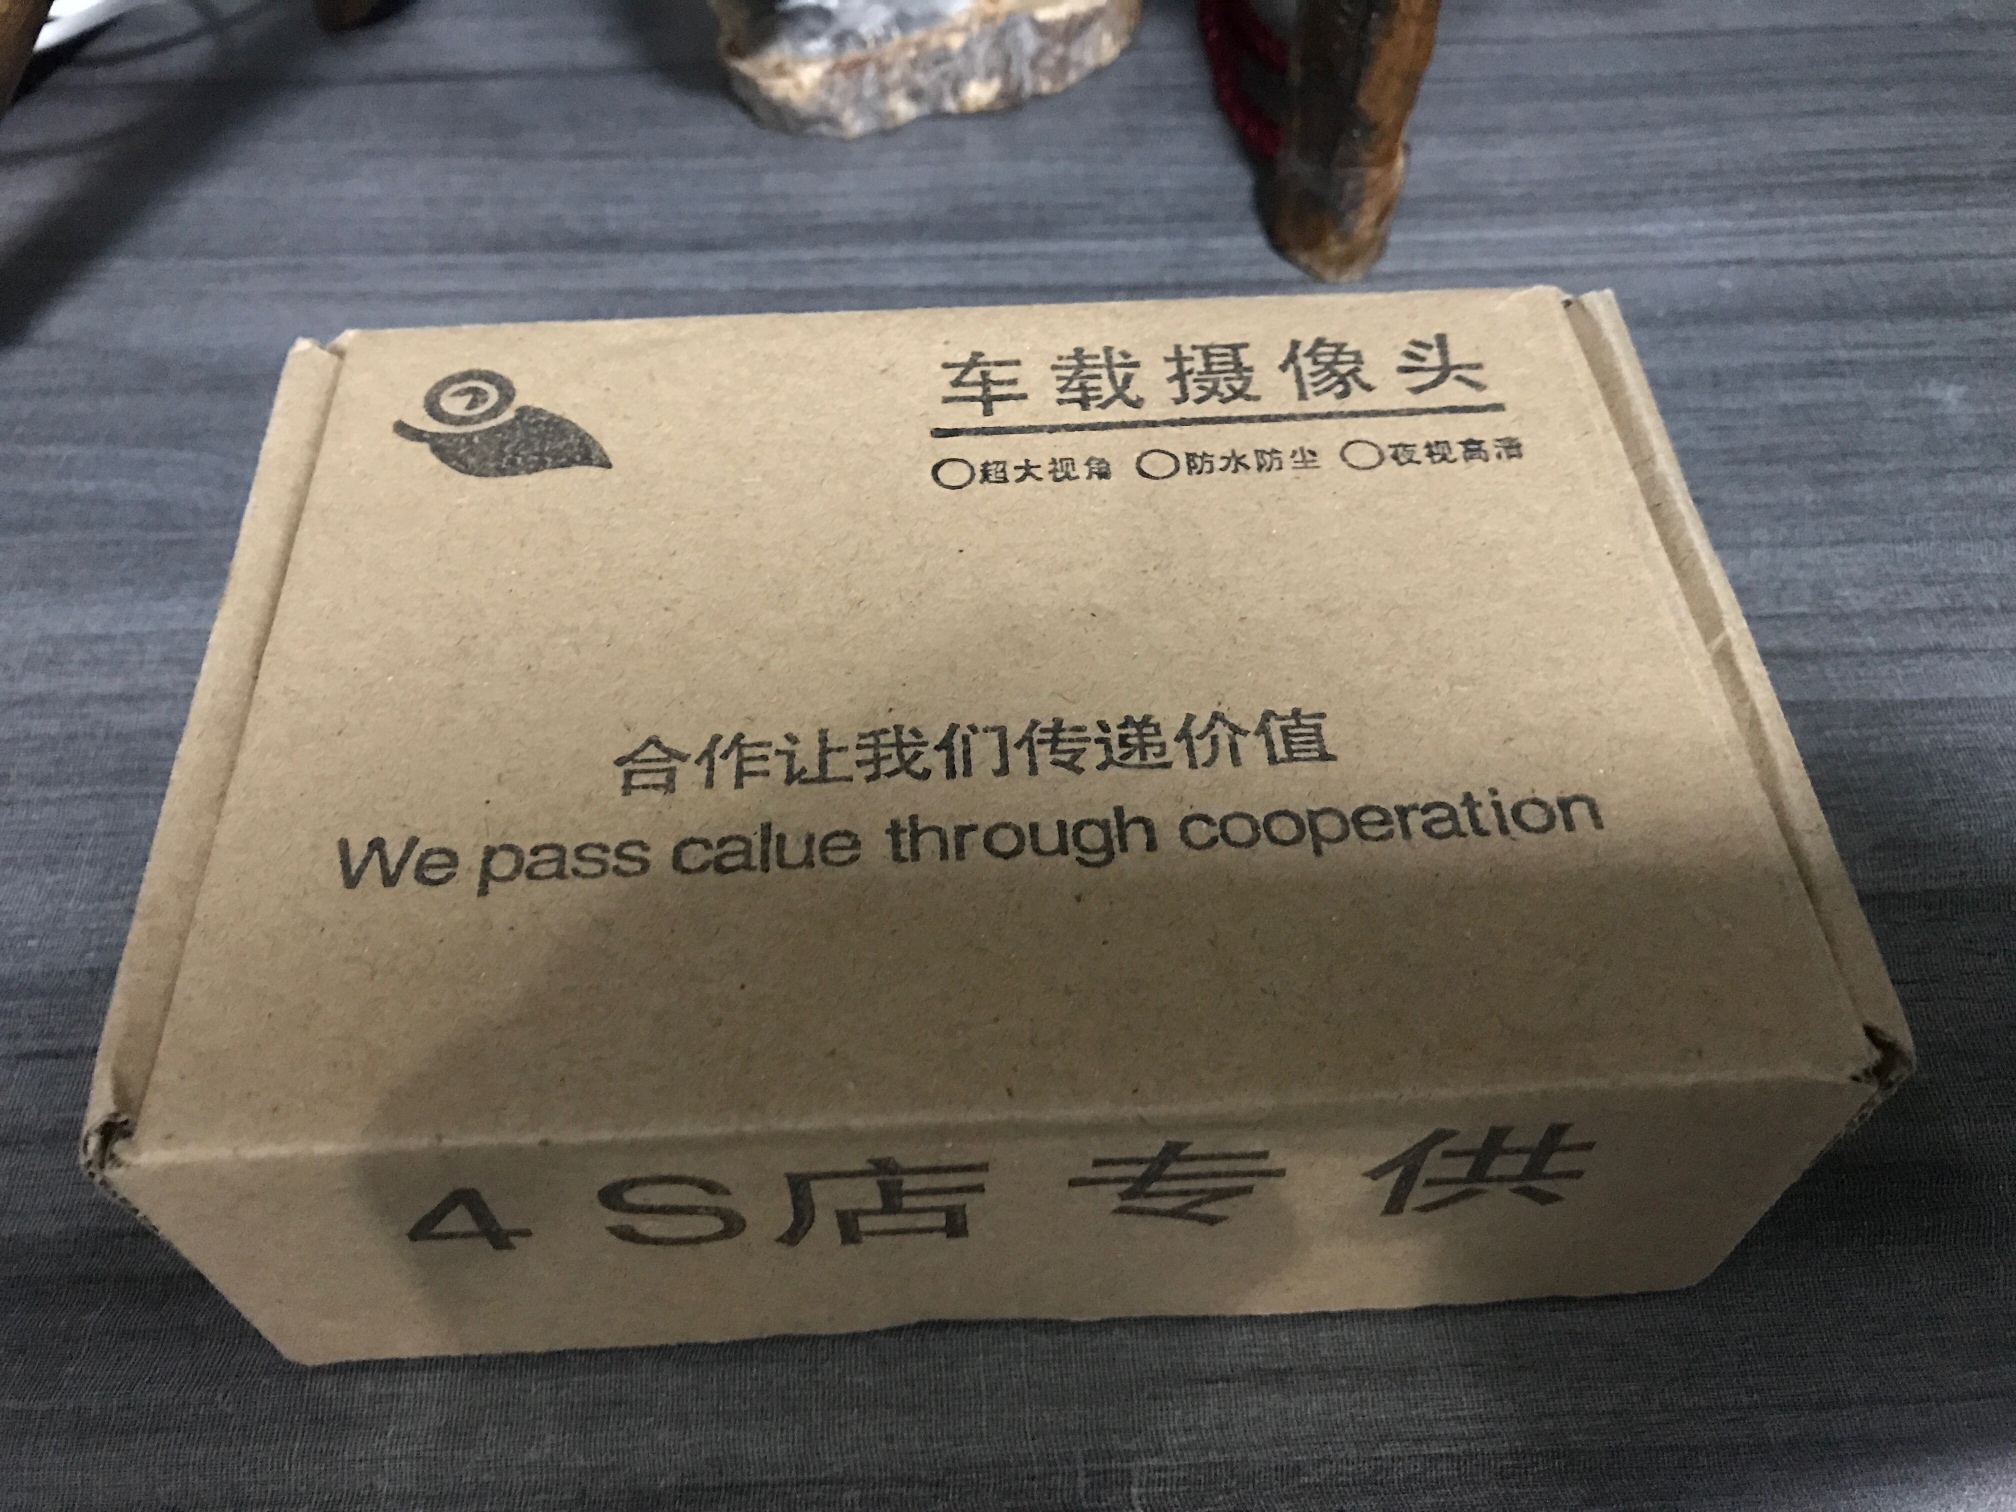 车载摄像头
○超大视角 ○防水防尘 ○夜视高清
合作让我们传递价值
We pass calue through cooperation
4S店专供